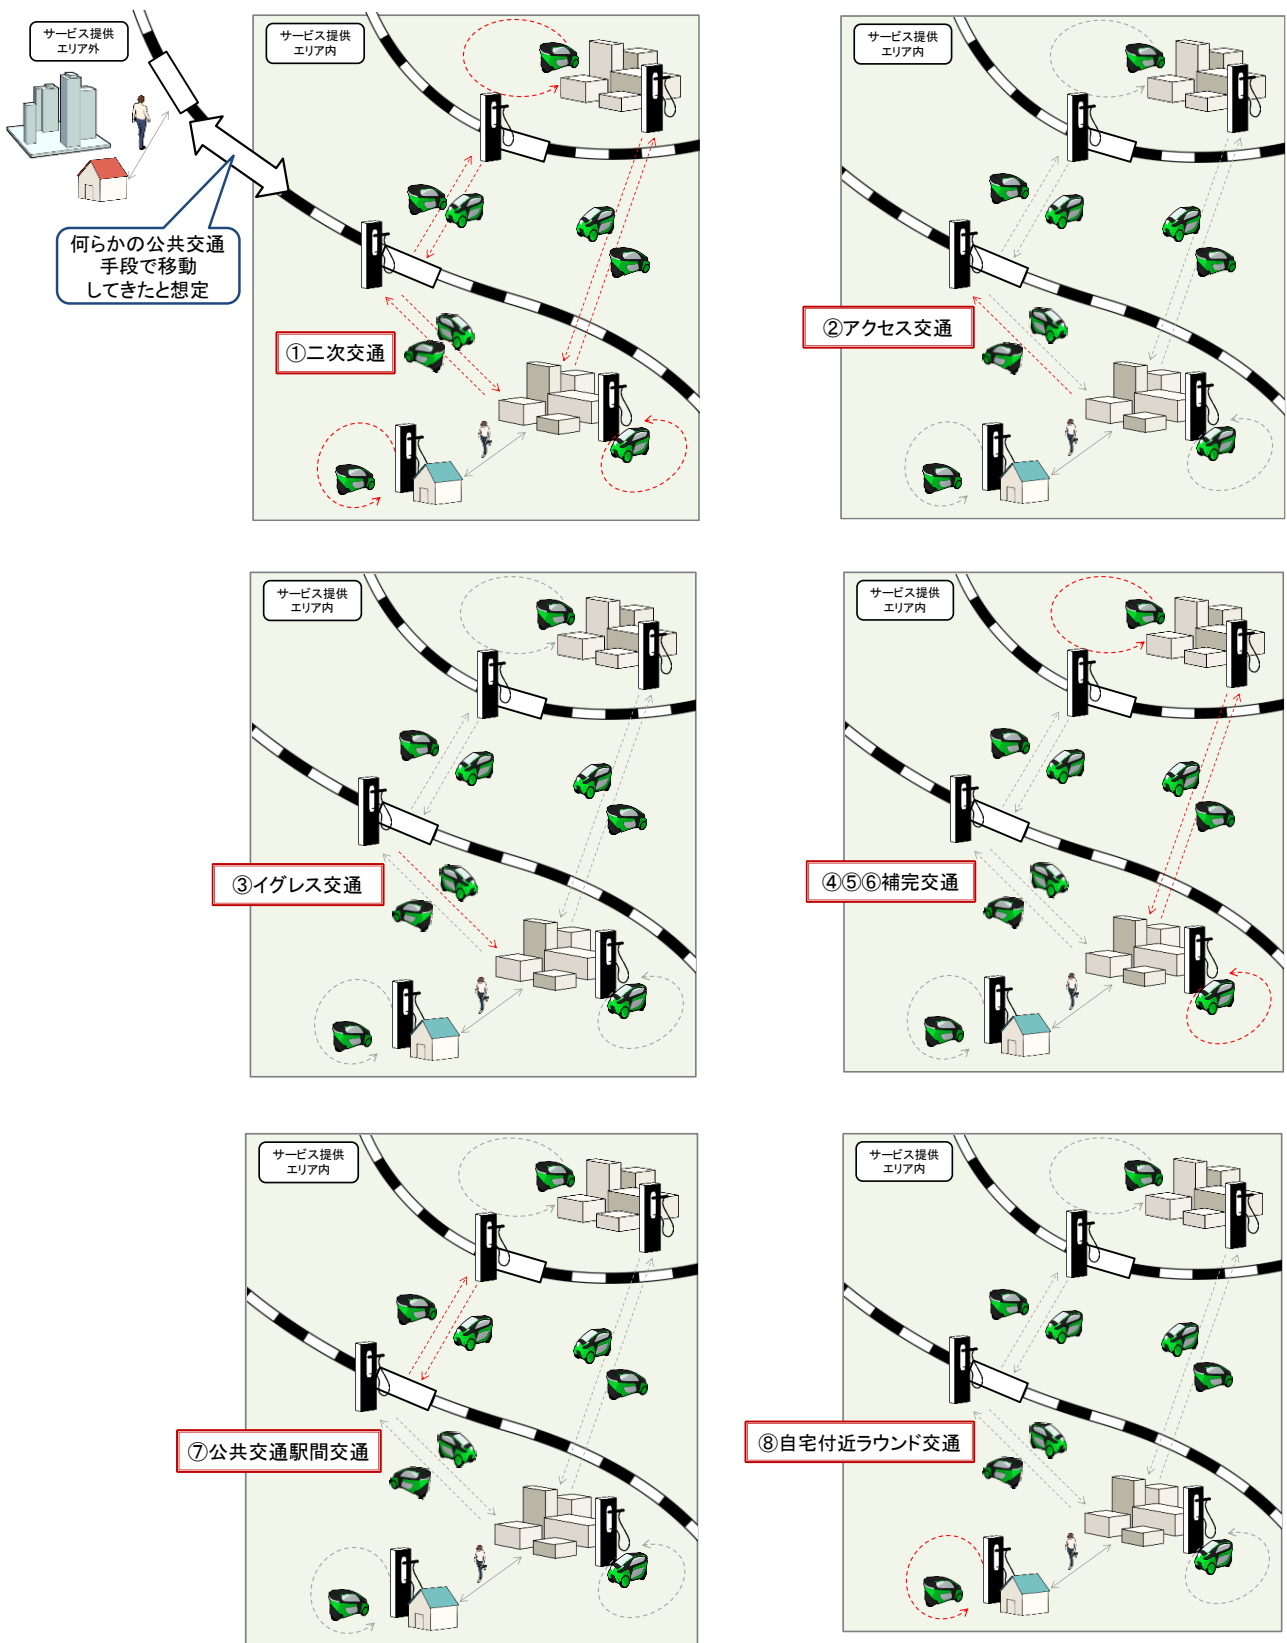 サービス提供
エリア外
サービス提供
エリア内
何らかの公共交通
手段で移動
してきたと想定
①二次交通
サービス提供
エリア内
②アクセス交通
サービス提供
エリア内
③イグレス交通
サービス提供
エリア内
④⑤⑥補完交通
サービス提供
エリア内
⑦公共交通駅間交通
サービス提供
エリア内
⑧自宅付近ラウンド交通